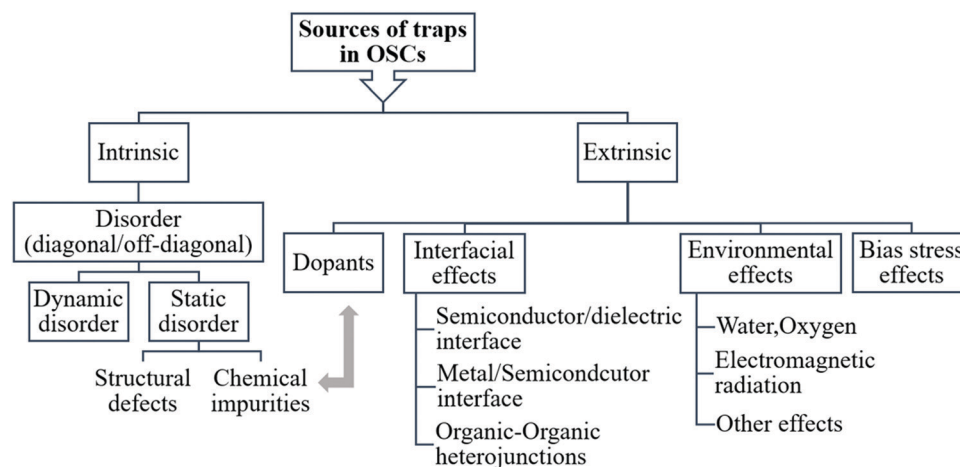 Sources of traps
in OSCs
Intrinsic
Extrinsic
Disorder
(diagonal/off-diagonal)
Dynamic
disorder
Static
disorder
Structural
defects
Chemical
impurities
Dopants
Interfacial
effects
Semiconductor/dielectric
interface
Metal/Semicondcutor
interface
Organic-Organic
heterojunctions
Environmental
effects
Water,Oxygen
Electromagnetic
radiation
Other effects
Bias stress
effects